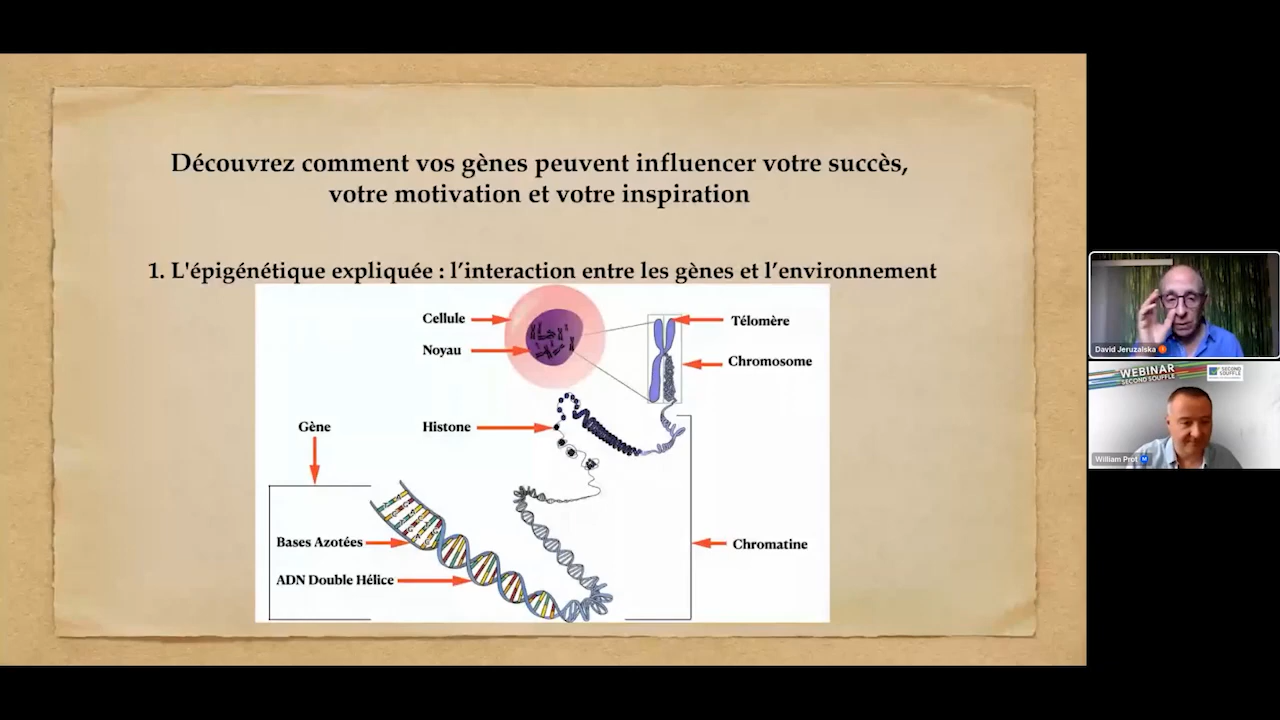 Découvrez comment vos gènes peuvent influencer votre succès,
votre motivation et votre inspiration
1. L'épigénétique expliquée : l’interaction entre les gènes et l’environnement
Cellule
Télomère
Noyau
Chromosome
Gène
Histone
Bases Azotées
Chromatine
ADN Double Hélice
David Jeruzalska
WEBINAR
SECOND SOUFFLE
SECOND
SOUFFLE
William Prot